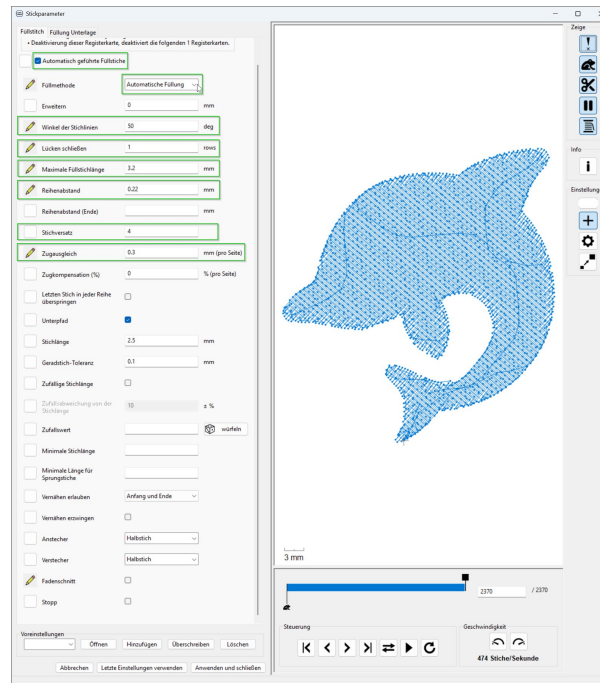 Stickparameter
Füllstitch Füllung Unterlage
• Deaktivierung dieser Registerkarte, deaktiviert die folgenden 1 Registerkarten.
Automatisch geführte Füllstiche
Füllmethode Automatische Füllung
Erweitern 0 mm
Winkel der Stichlinien 50 deg
Lücken schließen 1 rows
Maximale Füllstichlänge 3.2 mm
Reihenabstand 0.22 mm
Reihenabstand (Ende) mm
Stichversatz 4
Zugausgleich 0.3 mm (pro Seite)
Zugkompensation (%) 0 % (pro Seite)
Letzten Stich in jeder Reihe
überspringen
Unterpfad
Stichlänge 2.5 mm
Geradstich-Toleranz 0.1 mm
Zufällige Stichlänge
Zufallsabweichung von der
Stichlänge 10 ± %
Zufallswert würfeln
Minimale Stichlänge
Minimale Länge für
Sprungstiche
Vernähen erlauben Anfang und Ende
Vernähen erzwingen
Anstecher Halbstich
Verstecher Halbstich
Fadenschnitt
Stopp
Voreinstellungen
Öffnen Hinzufügen Überschreiben Löschen
Abbrechen Letzte Einstellungen verwenden Anwenden und schließen
3 mm
2370 / 2370
Steuerung
Geschwindigkeit
474 Stiche/Sekunde
Zeige
Info
Einstellung